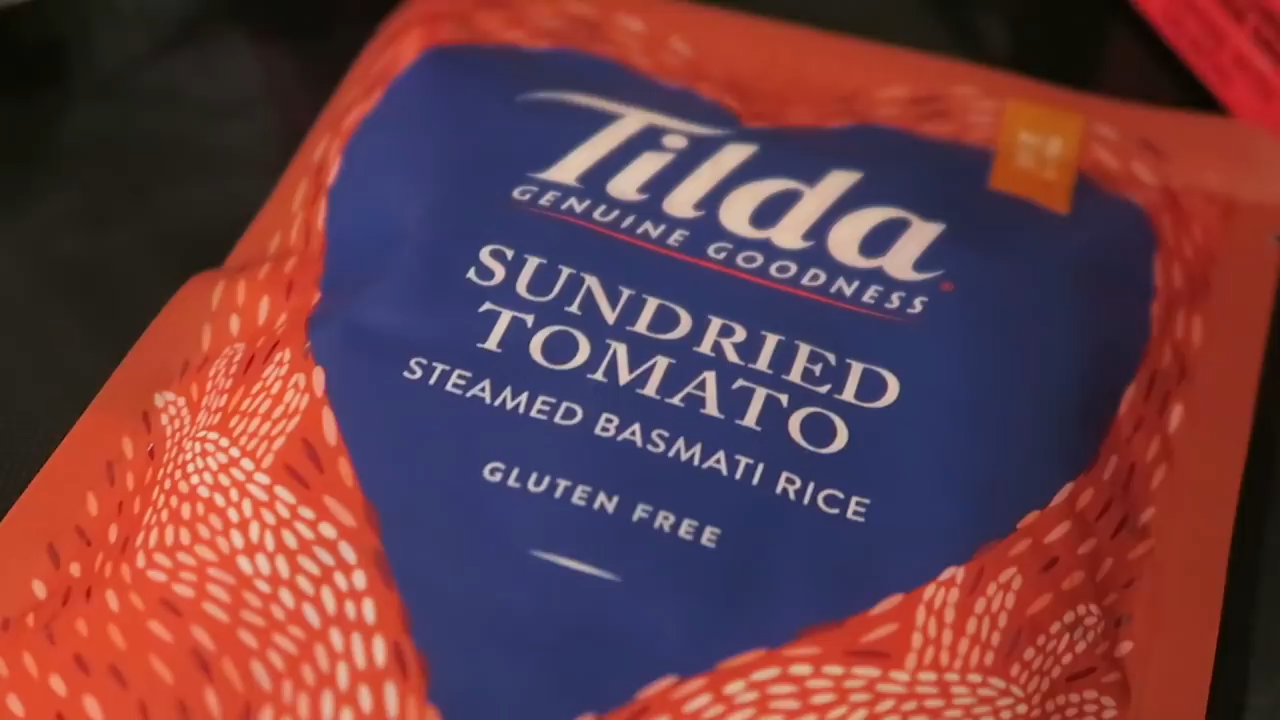 Tilda
GENUINE GOODNESS
SUNDRIED
TOMATO
STEAMED BASMATI RICE
GLUTEN FREE